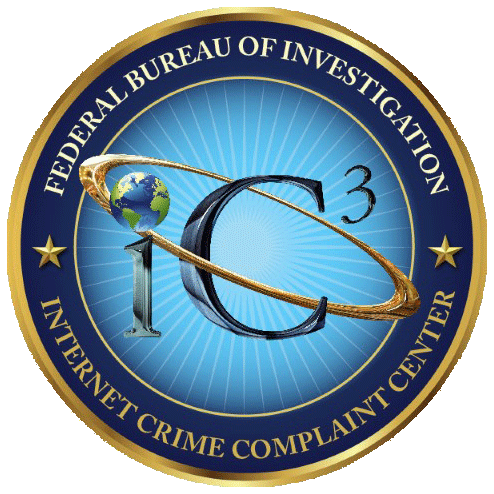 FEDERAL BUREAU OF INVESTIGATION
iC3
INTERNET CRIME COMPLAINT CENTER